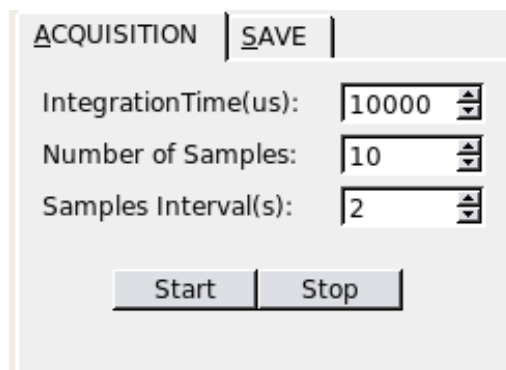 ACQUISITION SAVE
IntegrationTime(us): 10000
Number of Samples: 10
Samples Interval(s): 2
Start Stop